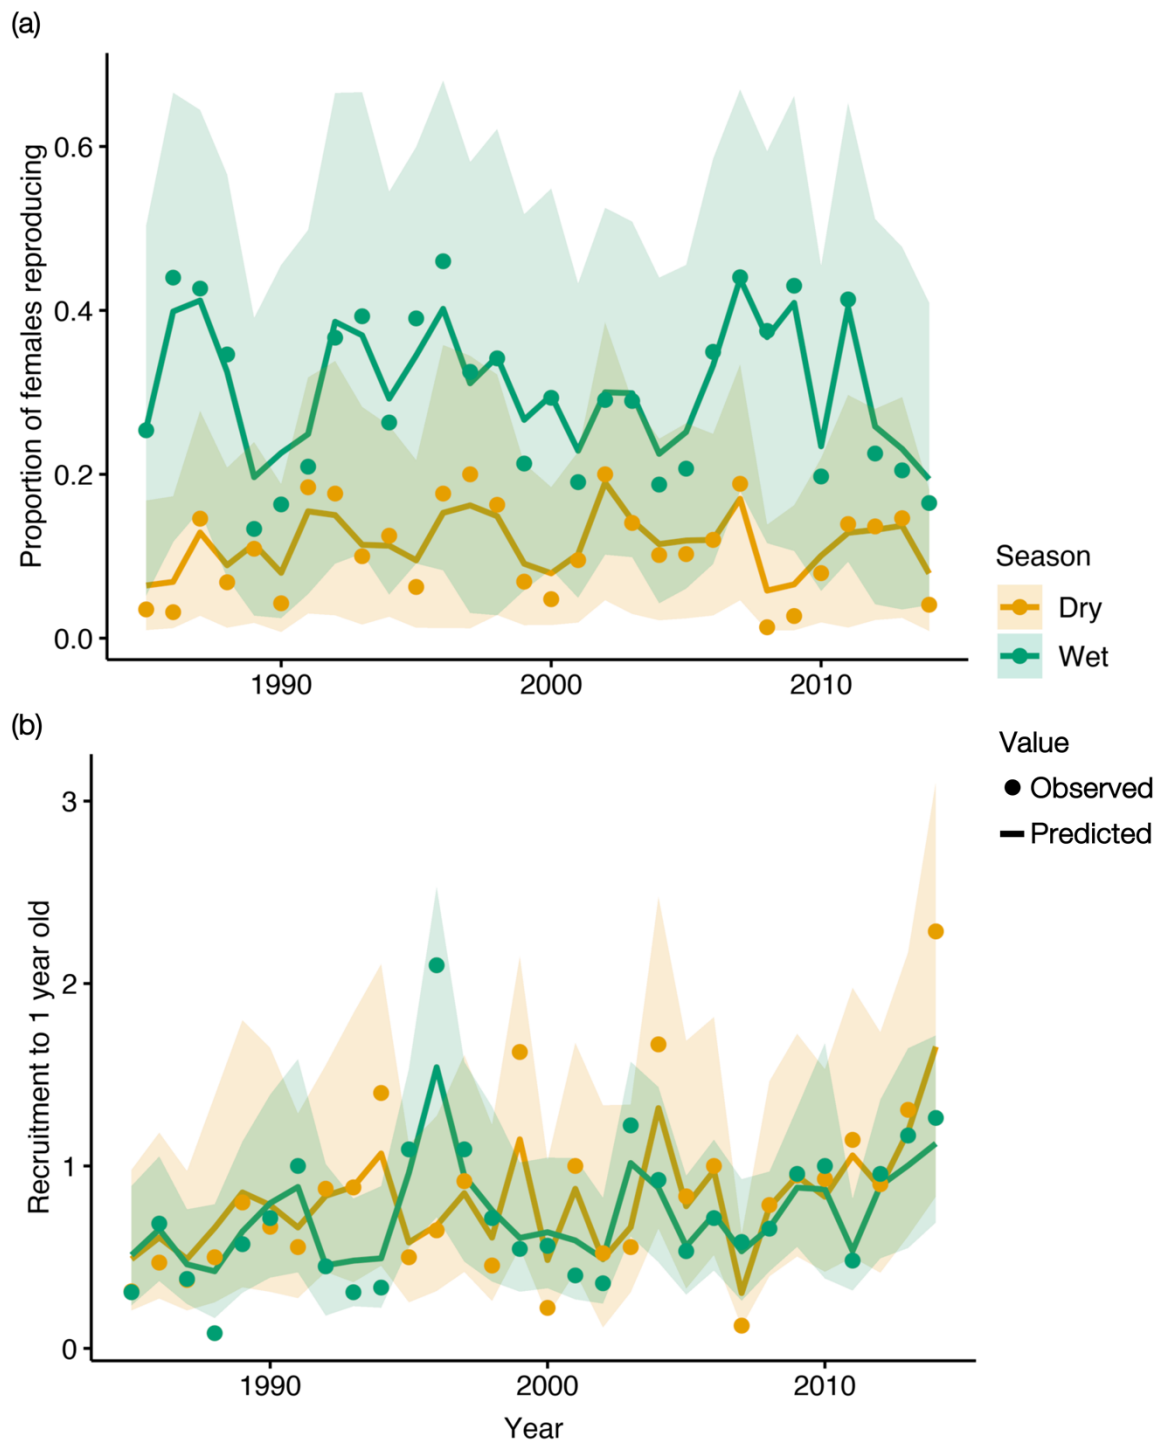 (a)
Proportion of females reproducing
0.6
0.4
0.2
0.0
1990 2000 2010
Season
Dry
Wet
Value
Observed
Predicted
(b)
Recruitment to 1 year old
3
2
1
0
1990 2000 2010
Year